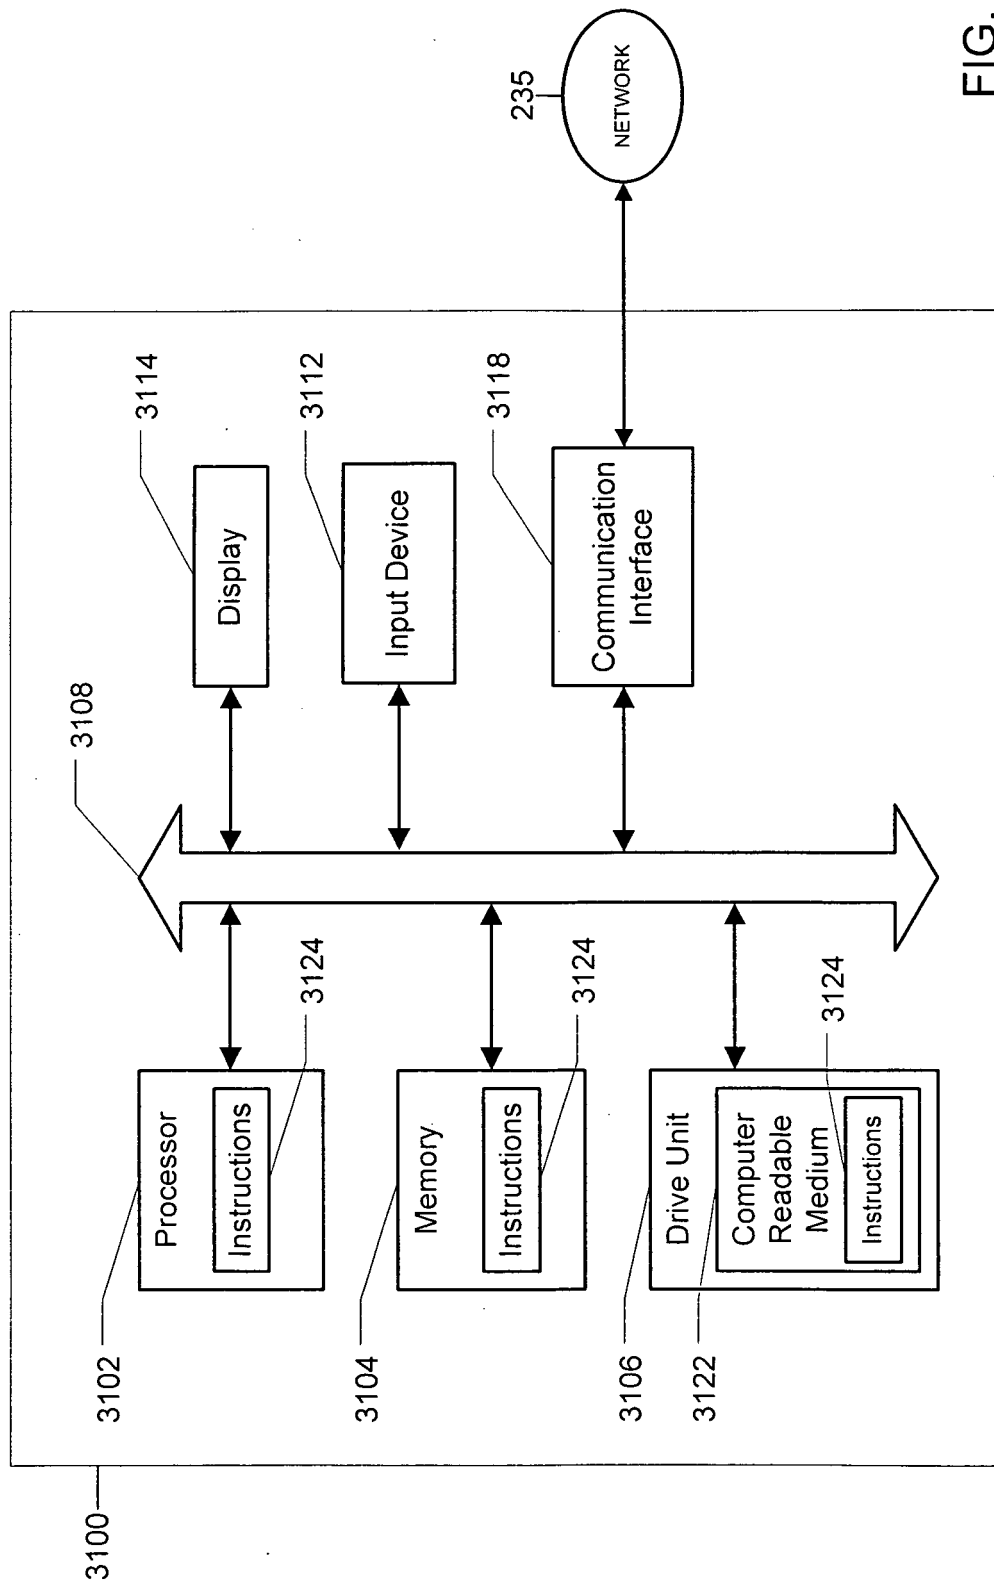 3100
3102
Processor
Instructions
3124
3104
Memory
Instructions
3124
3106
3122
Drive Unit
Computer
Readable
Medium
Instructions
3124
3108
Display
3114
Input Device
3112
Communication
Interface
3118
235
NETWORK
FIG.